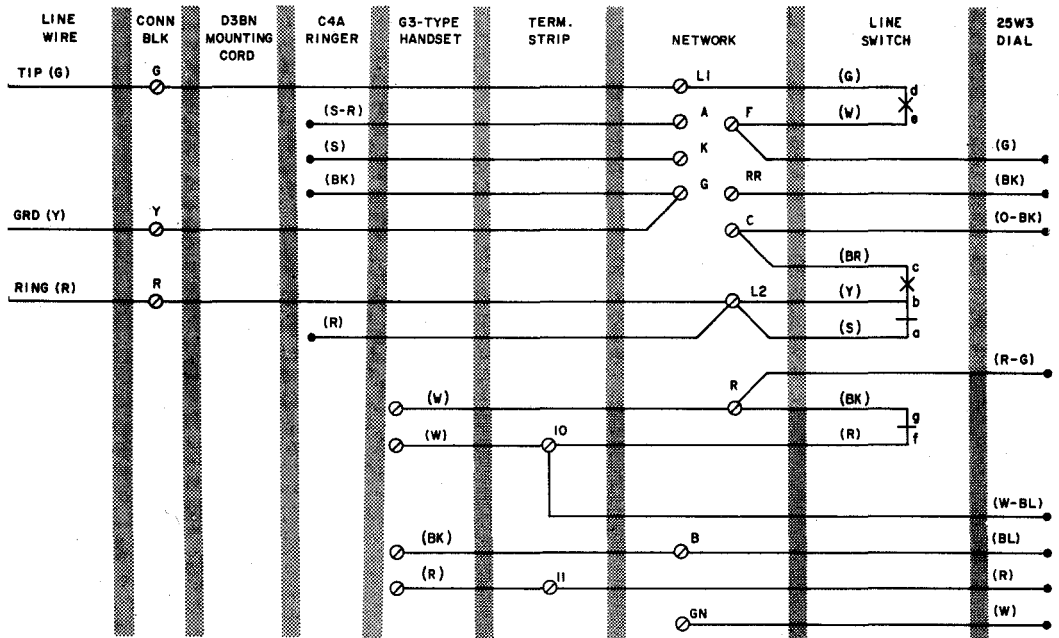 LINE WIRE
CONN BLK
D3BN MOUNTING CORD
C4A RINGER
G3-TYPE HANDSET
TERM. STRIP
NETWORK
LINE SWITCH
25W3 DIAL
TIP (G)
G
L1
(G)
d
(S-R)
A
F
(W)
e
(S)
K
(G)
(BK)
G
RR
(BK)
GRD (Y)
Y
C
(O-BK)
(BR)
c
RING (R)
R
L2
(Y)
b
(R)
(S)
a
(R-G)
(W)
R
(BK)
g
(W)
10
(R)
f
(W-BL)
(BK)
B
(BL)
(R)
11
(R)
GN
(W)